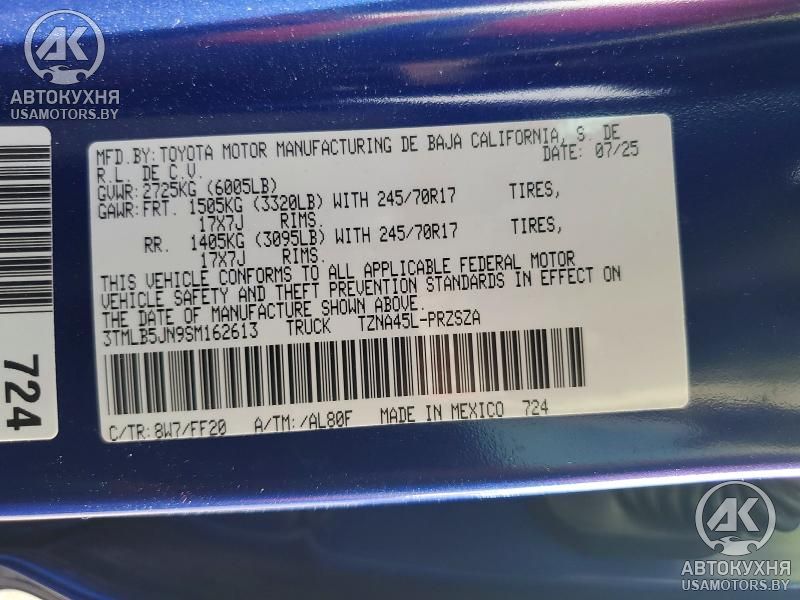 AK
АВТОКУХНЯ
USAMOTORS.BY
724
MFD.BY: TOYOTA MOTOR MANUFACTURING DE BAJA CALIFORNIA, S. DE
R.L. DE C.V. DATE: 07/25
GVWR: 2725KG (6005LB)
GAWR: FRT. 1505KG (3320LB) WITH 245/70R17 TIRES,
17X7J RIMS.
RR. 1405KG (3095LB) WITH 245/70R17 TIRES,
17X7J RIMS.
THIS VEHICLE CONFORMS TO ALL APPLICABLE FEDERAL MOTOR
VEHICLE SAFETY AND THEFT PREVENTION STANDARDS IN EFFECT ON
THE DATE OF MANUFACTURE SHOWN ABOVE.
3TMLB5JN9SM162613 TRUCK TZNA45L-PRZSZA
C/TR: 8W7/FF20 A/TM: /AL80F MADE IN MEXICO 724
AK
АВТОКУХНЯ
USAMOTORS.BY